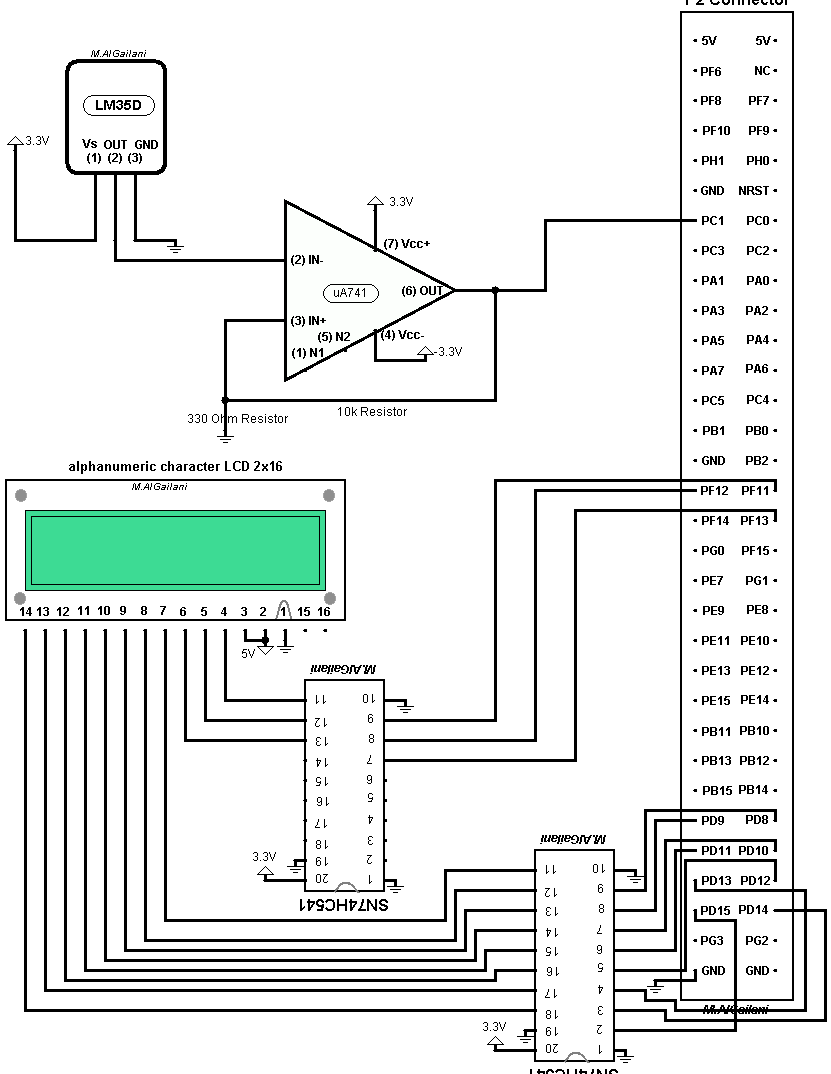 P2 Connector
5V 5V
PF6 NC
PF8 PF7
PF10 PF9
PH1 PH0
GND NRST
PC1 PC0
PC3 PC2
PA1 PA0
PA3 PA2
PA5 PA4
PA7 PA6
PC5 PC4
PB1 PB0
GND PB2
PF12 PF11
PF14 PF13
PG0 PF15
PE7 PG1
PE9 PE8
PE11 PE10
PE13 PE12
PE15 PE14
PB11 PB10
PB13 PB12
PB15 PB14
PD9 PD8
PD11 PD10
PD13 PD12
PD15 PD14
PG3 PG2
GND GND
M.AlGailani
M.AlGailani
LM35D
Vs OUT GND
(1) (2) (3)
3.3V
3.3V
(7) Vcc+
(2) IN-
uA741
(6) OUT
(3) IN+
(5) N2
(4) Vcc-
(1) N1
-3.3V
330 Ohm Resistor
10k Resistor
alphanumeric character LCD 2x16
M.AlGailani
14 13 12 11 10 9 8 7 6 5 4 3 2 1 15 16
5V
M.AlGailani
11 10
12 9
13 8
14 7
15 6
16 5
17 4
18 3
19 2
20 1
3.3V
SN74HC541
M.AlGailani
11 10
12 9
13 8
14 7
15 6
16 5
17 4
18 3
19 2
20 1
3.3V
SN74HC541